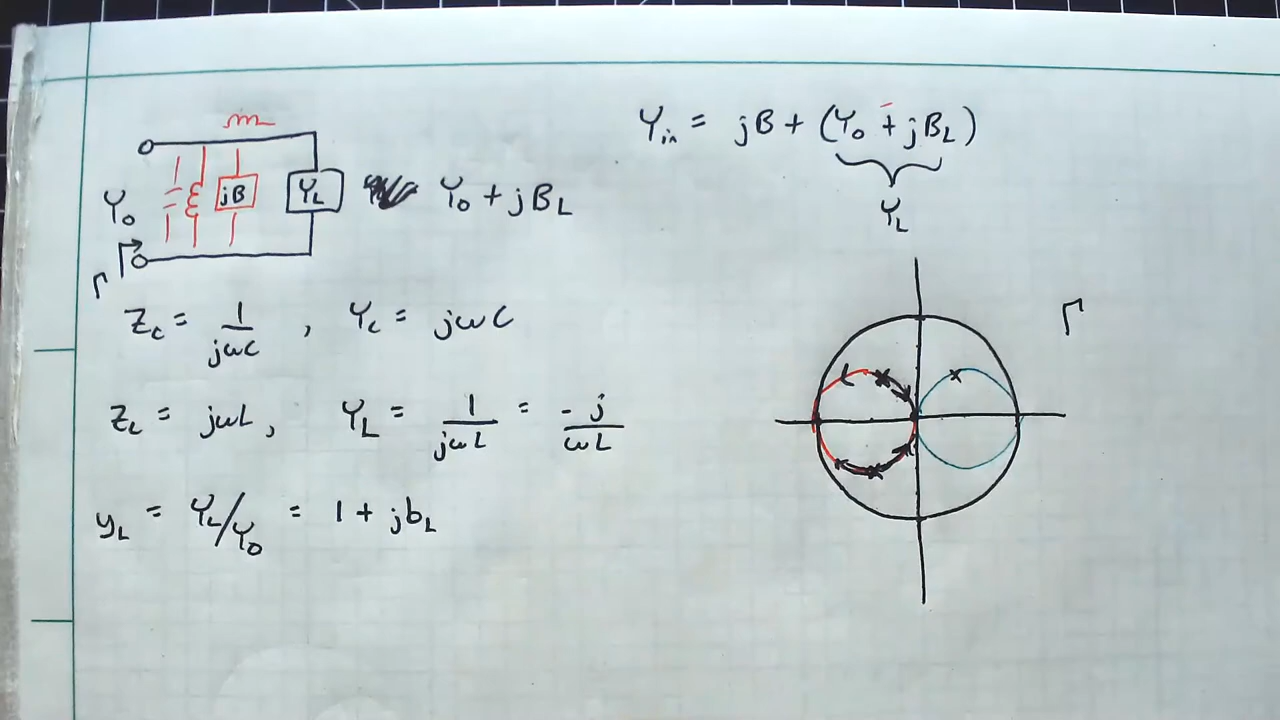 Y_in = jB + (Y_0 + jB_L)
Y_L
Y_0 jB Y_L Y_0 + jB_L
Γ
Z_C = 1/jωC , Y_C = jωC
Γ
Z_L = jωL, Y_L = 1/jωL = -j/ωL
y_L = Y_L/Y_0 = 1 + jb_L